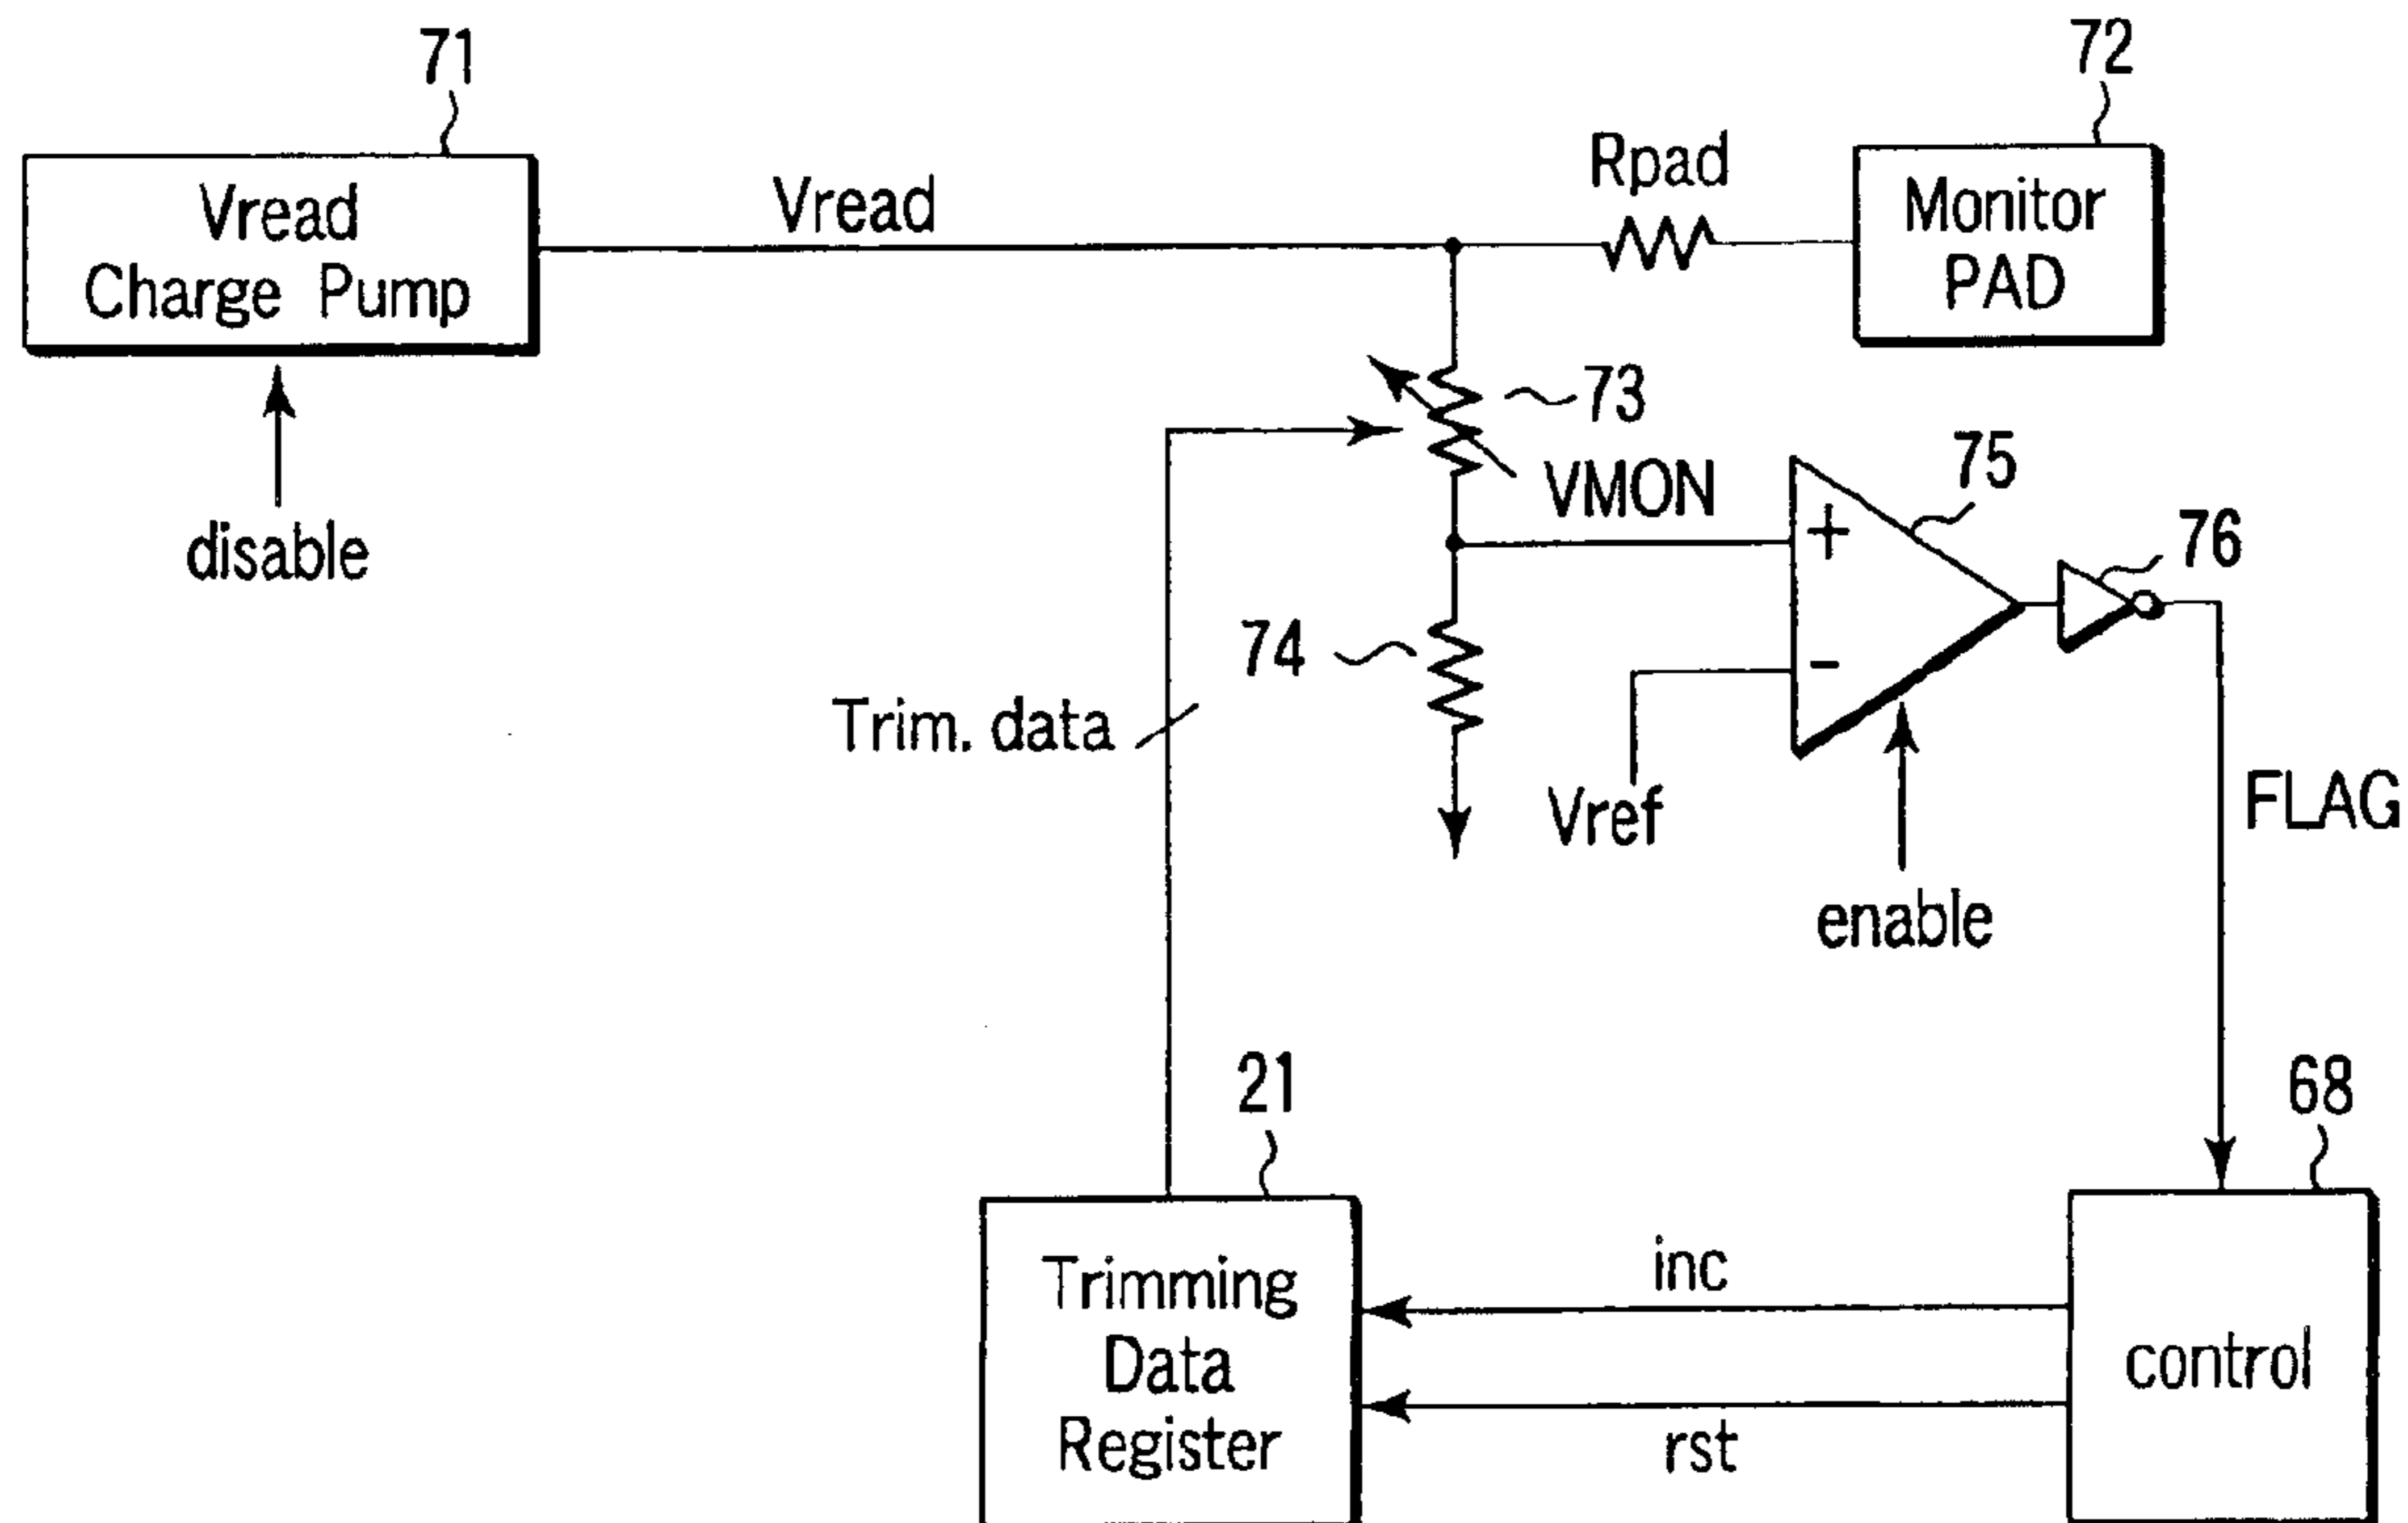 71
72
Vread
Charge Pump
Vread
Rpad
Monitor
PAD
disable
73
VMON
75
76
+
-
74
Trim. data
Vref
enable
FLAG
21
68
Trimming
Data
Register
inc
rst
control